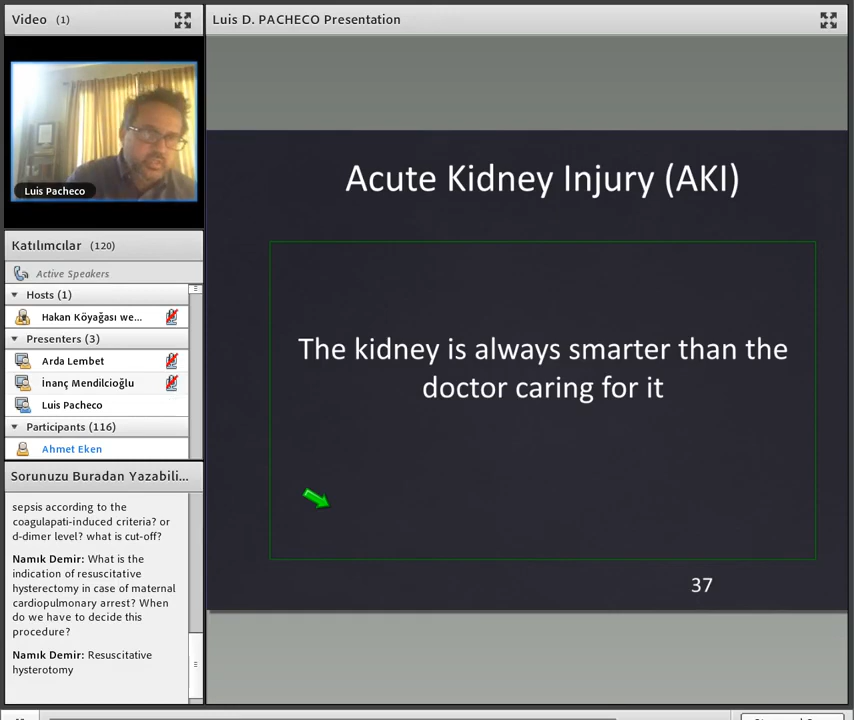 Video (1)
Luis D. PACHECO Presentation
Luis Pacheco
Katılımcılar (120)
Active Speakers
Hosts (1)
Hakan Köyağası we...
Presenters (3)
Arda Lembet
İnanç Mendilcioğlu
Luis Pacheco
Participants (116)
Ahmet Eken
Sorunuzu Buradan Yazabili...
sepsis according to the
coagulapati-induced criteria? or
d-dimer level? what is cut-off?
Namık Demir: What is the
indication of resuscitative
hysterectomy in case of maternal
cardiopulmonary arrest? When
do we have to decide this
procedure?
Namık Demir: Resuscitative
hysterotomy
Acute Kidney Injury (AKI)
The kidney is always smarter than the
doctor caring for it
37